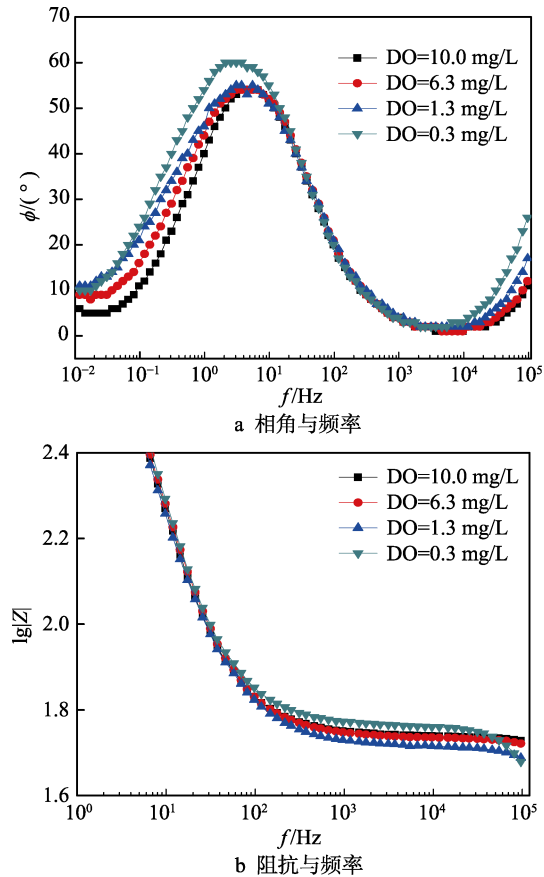 70
60
50
40
30
20
10
0
ϕ/(°)
DO=10.0 mg/L
DO=6.3 mg/L
DO=1.3 mg/L
DO=0.3 mg/L
10⁻² 10⁻¹ 10⁰ 10¹ 10² 10³ 10⁴ 10⁵
f/Hz
a 相角与频率
2.4
2.2
2.0
1.8
1.6
lg|Z|
DO=10.0 mg/L
DO=6.3 mg/L
DO=1.3 mg/L
DO=0.3 mg/L
10⁰ 10¹ 10² 10³ 10⁴ 10⁵
f/Hz
b 阻抗与频率